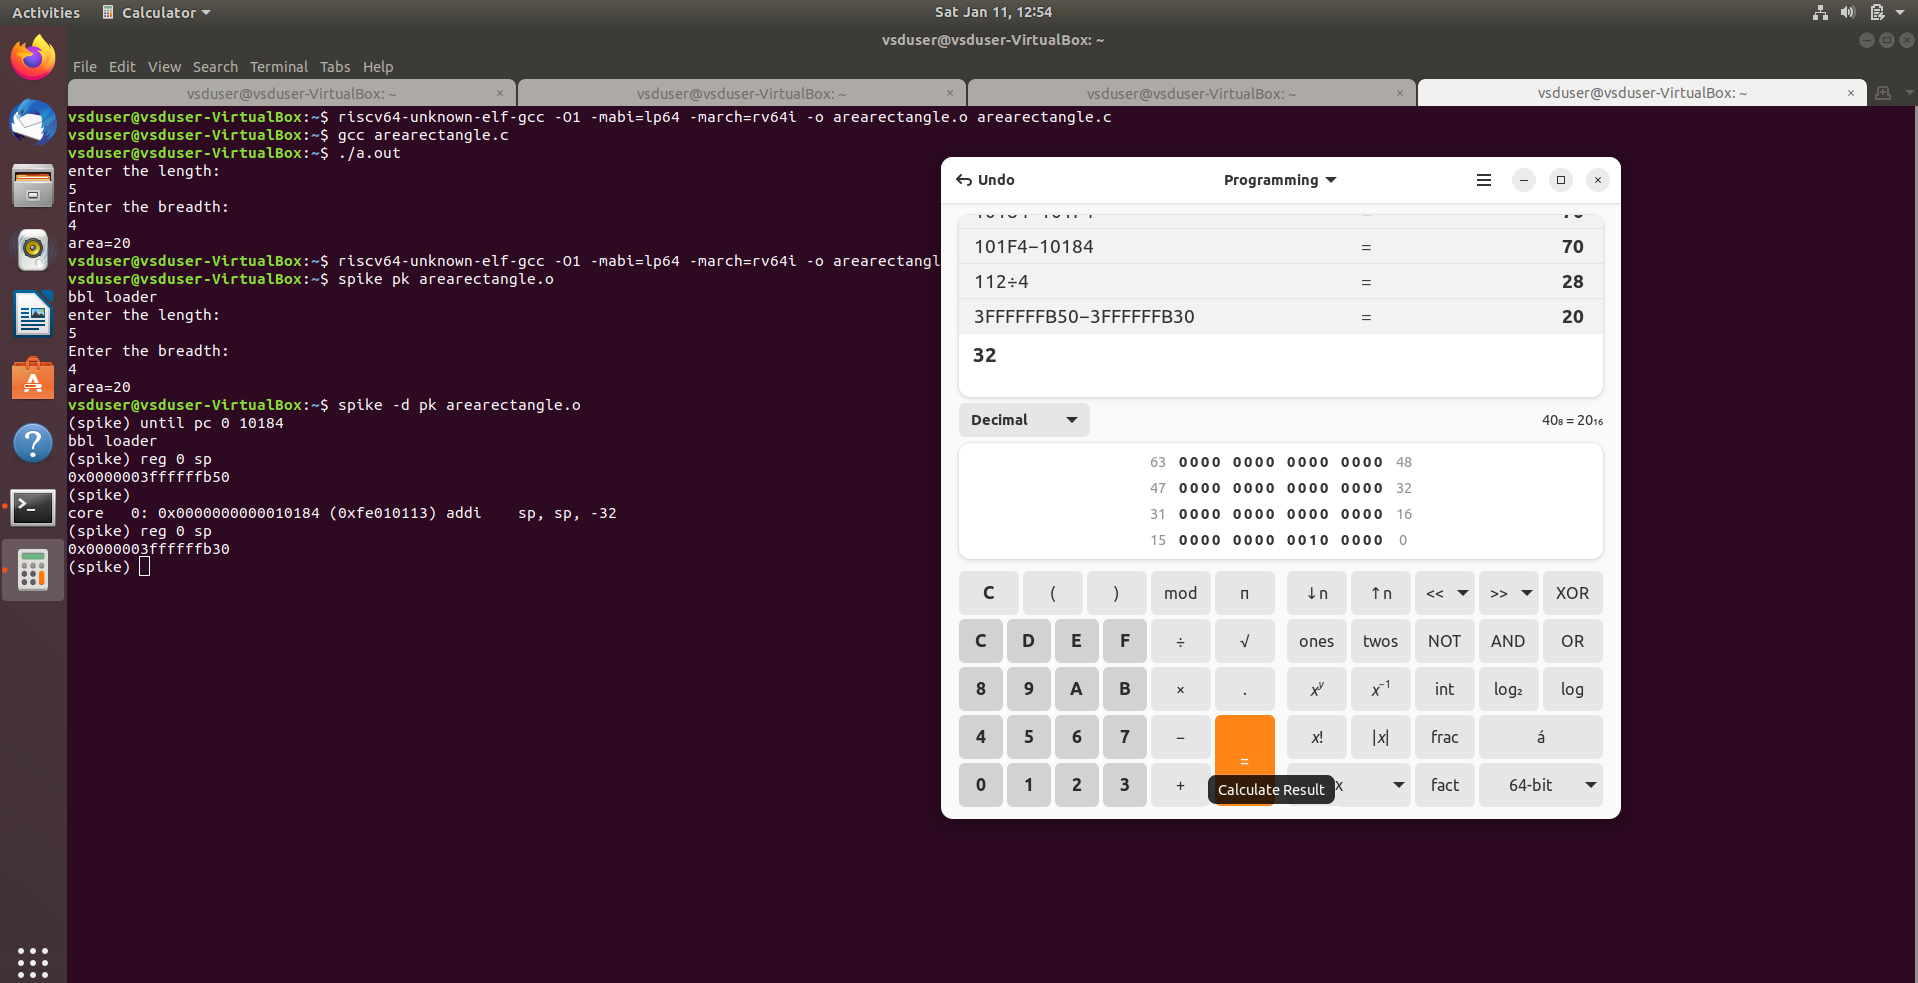 Activities Calculator Sat Jan 11, 12:54
vsduser@vsduser-VirtualBox: ~
File Edit View Search Terminal Tabs Help
vsduser@vsduser-VirtualBox: ~ × vsduser@vsduser-VirtualBox: ~ × vsduser@vsduser-VirtualBox: ~ × vsduser@vsduser-VirtualBox: ~ ×
vsduser@vsduser-VirtualBox:~$ riscv64-unknown-elf-gcc -O1 -mabi=lp64 -march=rv64i -o arearectangle.o arearectangle.c
vsduser@vsduser-VirtualBox:~$ gcc arearectangle.c
vsduser@vsduser-VirtualBox:~$ ./a.out
enter the length:
5
Enter the breadth:
4
area=20
vsduser@vsduser-VirtualBox:~$ riscv64-unknown-elf-gcc -O1 -mabi=lp64 -march=rv64i -o arearectangl
vsduser@vsduser-VirtualBox:~$ spike pk arearectangle.o
bbl loader
enter the length:
5
Enter the breadth:
4
area=20
vsduser@vsduser-VirtualBox:~$ spike -d pk arearectangle.o
(spike) until pc 0 10184
bbl loader
(spike) reg 0 sp
0x0000003ffffffb50
(spike)
core 0: 0x0000000000010184 (0xfe010113) addi sp, sp, -32
(spike) reg 0 sp
0x0000003ffffffb30
(spike)
Undo Programming
101F4−10184 = 70
112÷4 = 28
3FFFFFFB50−3FFFFFFB30 = 20
32
Decimal 40₈ = 20₁₆
63 0000 0000 0000 0000 48
47 0000 0000 0000 0000 32
31 0000 0000 0000 0000 16
15 0000 0000 0010 0000 0
C ( ) mod π ↓n ↑n << >> XOR
C D E F ÷ √ ones twos NOT AND OR
8 9 A B × . xʸ x⁻¹ int log₂ log
4 5 6 7 − = x! |x| frac á
0 1 2 3 + x fact 64-bit
Calculate Result